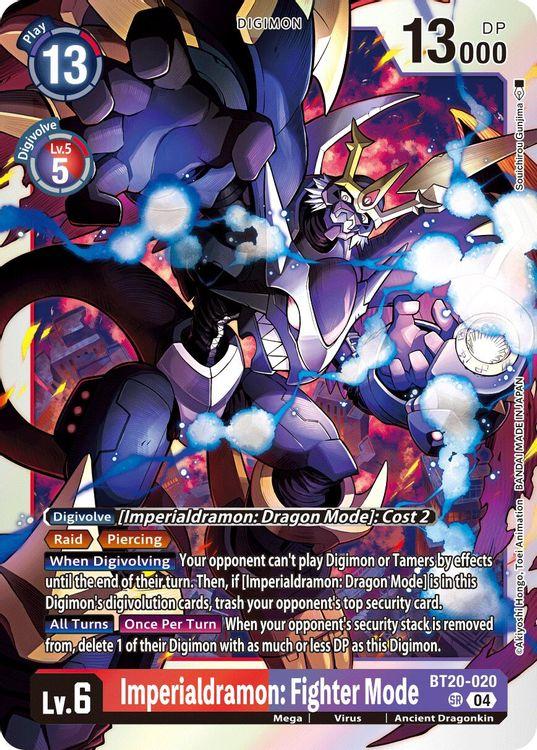 DIGIMON
Play
13
DP
13000
Digivolve
Lv.5
5
Souichirou Gunjima
©Akiyoshi Hongo, Toei Animation BANDAI MADE IN JAPAN
Digivolve [Imperialdramon: Dragon Mode]: Cost 2
Raid Piercing
When Digivolving Your opponent can't play Digimon or Tamers by effects
until the end of their turn. Then, if [Imperialdramon: Dragon Mode] is in this
Digimon's digivolution cards, trash your opponent's top security card.
All Turns Once Per Turn When your opponent's security stack is removed
from, delete 1 of their Digimon with as much or less DP as this Digimon.
Lv.6
Imperialdramon: Fighter Mode
BT20-020
SR 04
Mega Virus Ancient Dragonkin